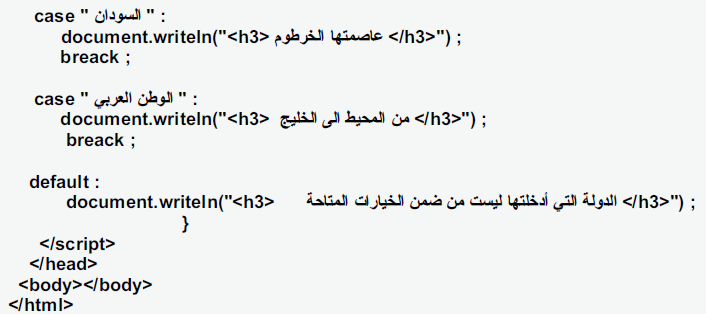 case " السودان " :
document.writeln("<h3> عاصمتها الخرطوم </h3>") ;
breack ;
case " الوطن العربي " :
document.writeln("<h3> من المحيط الى الخليج </h3>") ;
breack ;
default :
document.writeln("<h3> الدولة التي أدخلتها ليست من ضمن الخيارات المتاحة </h3>") ;
}
</script>
</head>
<body></body>
</html>